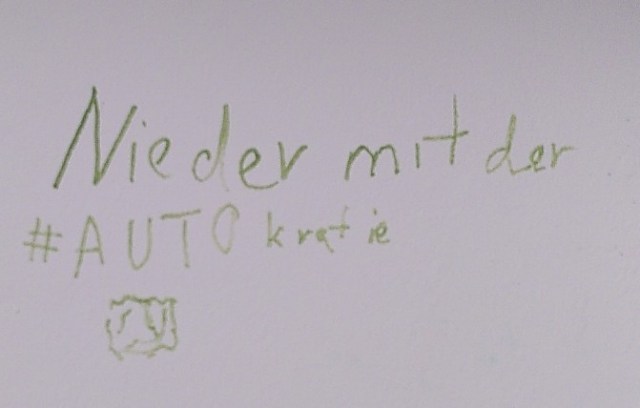 Nieder mit der
#AUTOkratie